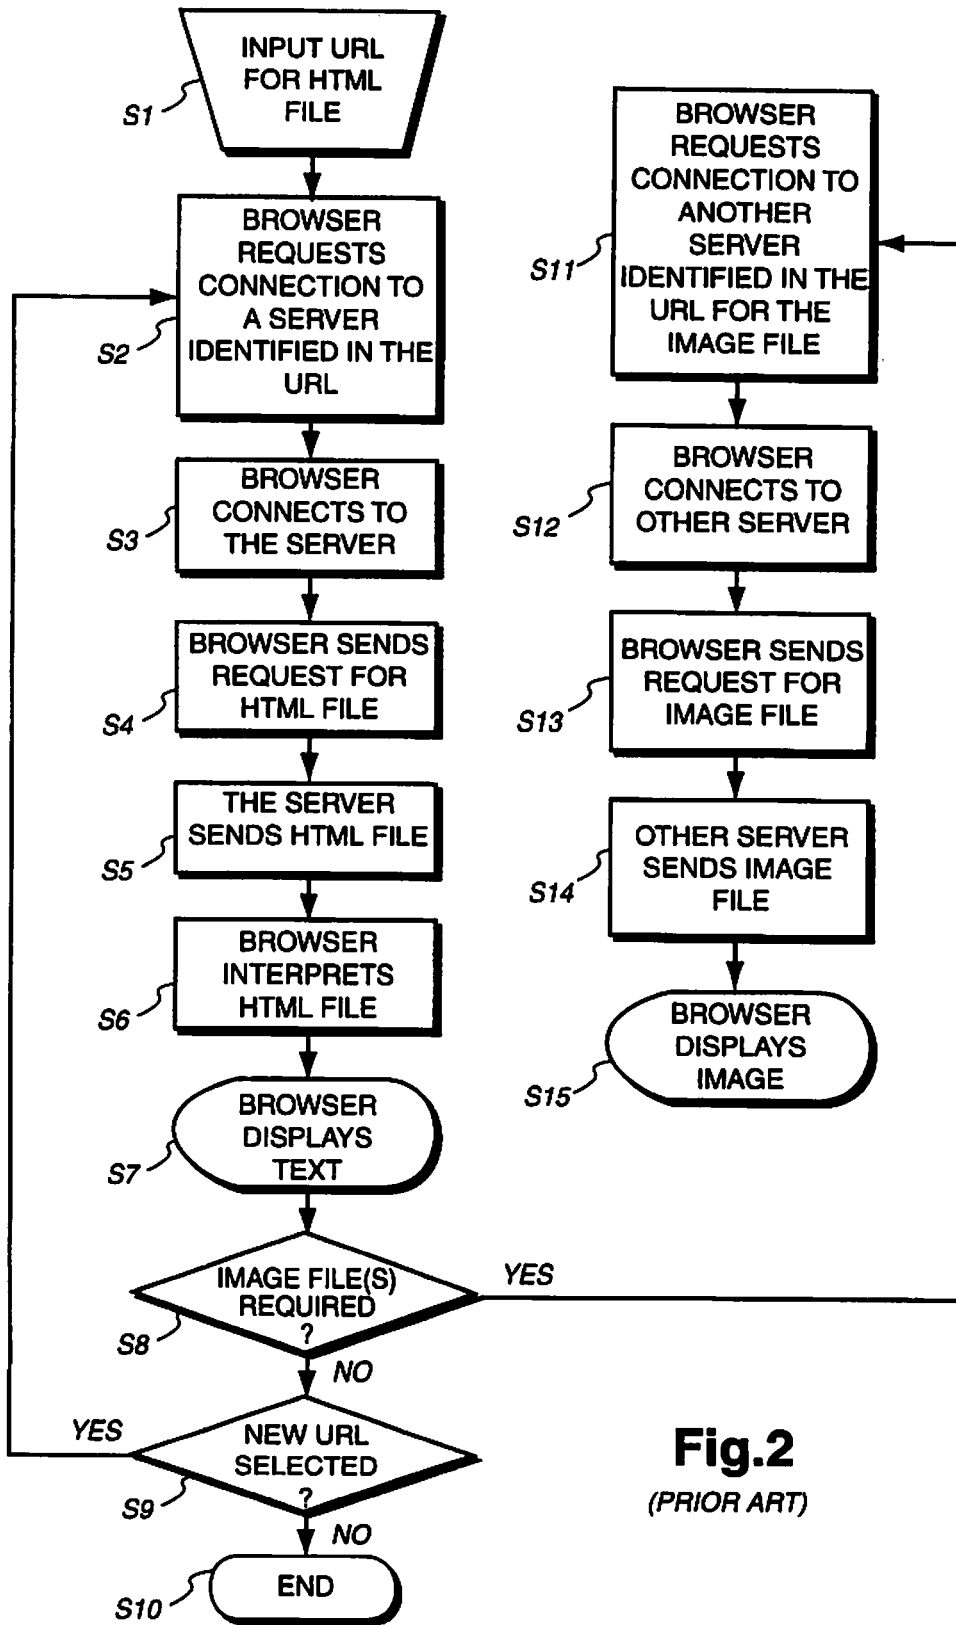 INPUT URL
FOR HTML
FILE
S1
BROWSER
REQUESTS
CONNECTION TO
A SERVER
IDENTIFIED IN THE
URL
S2
BROWSER
CONNECTS TO
THE SERVER
S3
BROWSER SENDS
REQUEST FOR
HTML FILE
S4
THE SERVER
SENDS HTML FILE
S5
BROWSER
INTERPRETS
HTML FILE
S6
BROWSER
DISPLAYS
TEXT
S7
IMAGE FILE(S)
REQUIRED
?
S8
YES
NO
NEW URL
SELECTED
?
S9
YES
NO
END
S10
BROWSER
REQUESTS
CONNECTION TO
ANOTHER
SERVER
IDENTIFIED IN THE
URL FOR THE
IMAGE FILE
S11
BROWSER
CONNECTS TO
OTHER SERVER
S12
BROWSER SENDS
REQUEST FOR
IMAGE FILE
S13
OTHER SERVER
SENDS IMAGE
FILE
S14
BROWSER
DISPLAYS
IMAGE
S15
Fig.2
(PRIOR ART)